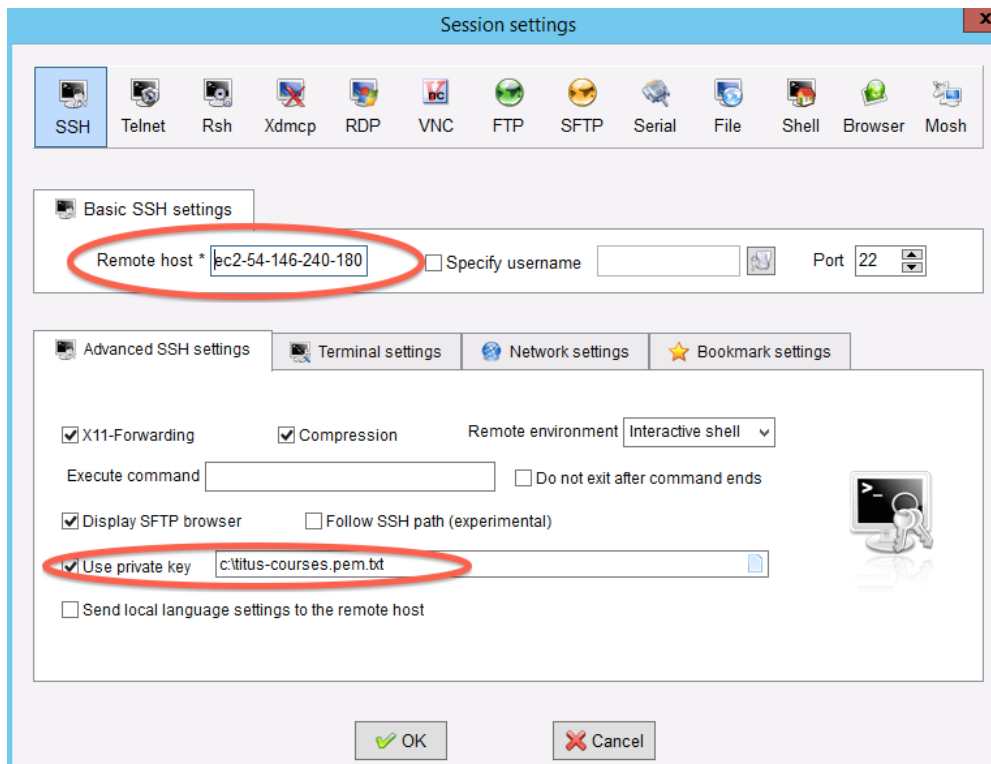 Session settings
x
SSH Telnet Rsh Xdmcp RDP VNC FTP SFTP Serial File Shell Browser Mosh
Basic SSH settings
Remote host * ec2-54-146-240-180 Specify username Port 22
Advanced SSH settings Terminal settings Network settings Bookmark settings
X11-Forwarding Compression Remote environment Interactive shell
Execute command Do not exit after command ends
Display SFTP browser Follow SSH path (experimental)
Use private key c:\titus-courses.pem.txt
Send local language settings to the remote host
OK Cancel